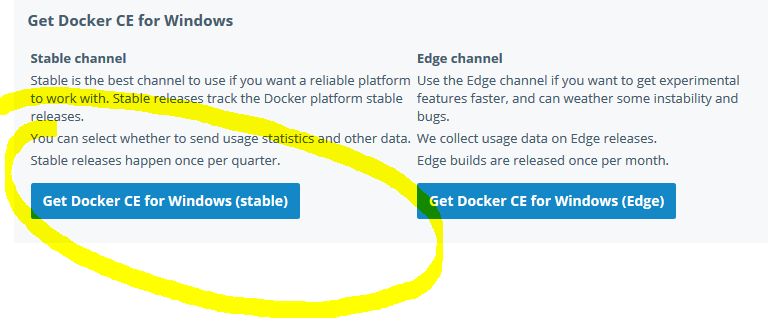 Get Docker CE for Windows
Stable channel
Stable is the best channel to use if you want a reliable platform
to work with. Stable releases track the Docker platform stable
releases.
You can select whether to send usage statistics and other data.
Stable releases happen once per quarter.
Get Docker CE for Windows (stable)
Edge channel
Use the Edge channel if you want to get experimental
features faster, and can weather some instability and
bugs.
We collect usage data on Edge releases.
Edge builds are released once per month.
Get Docker CE for Windows (Edge)